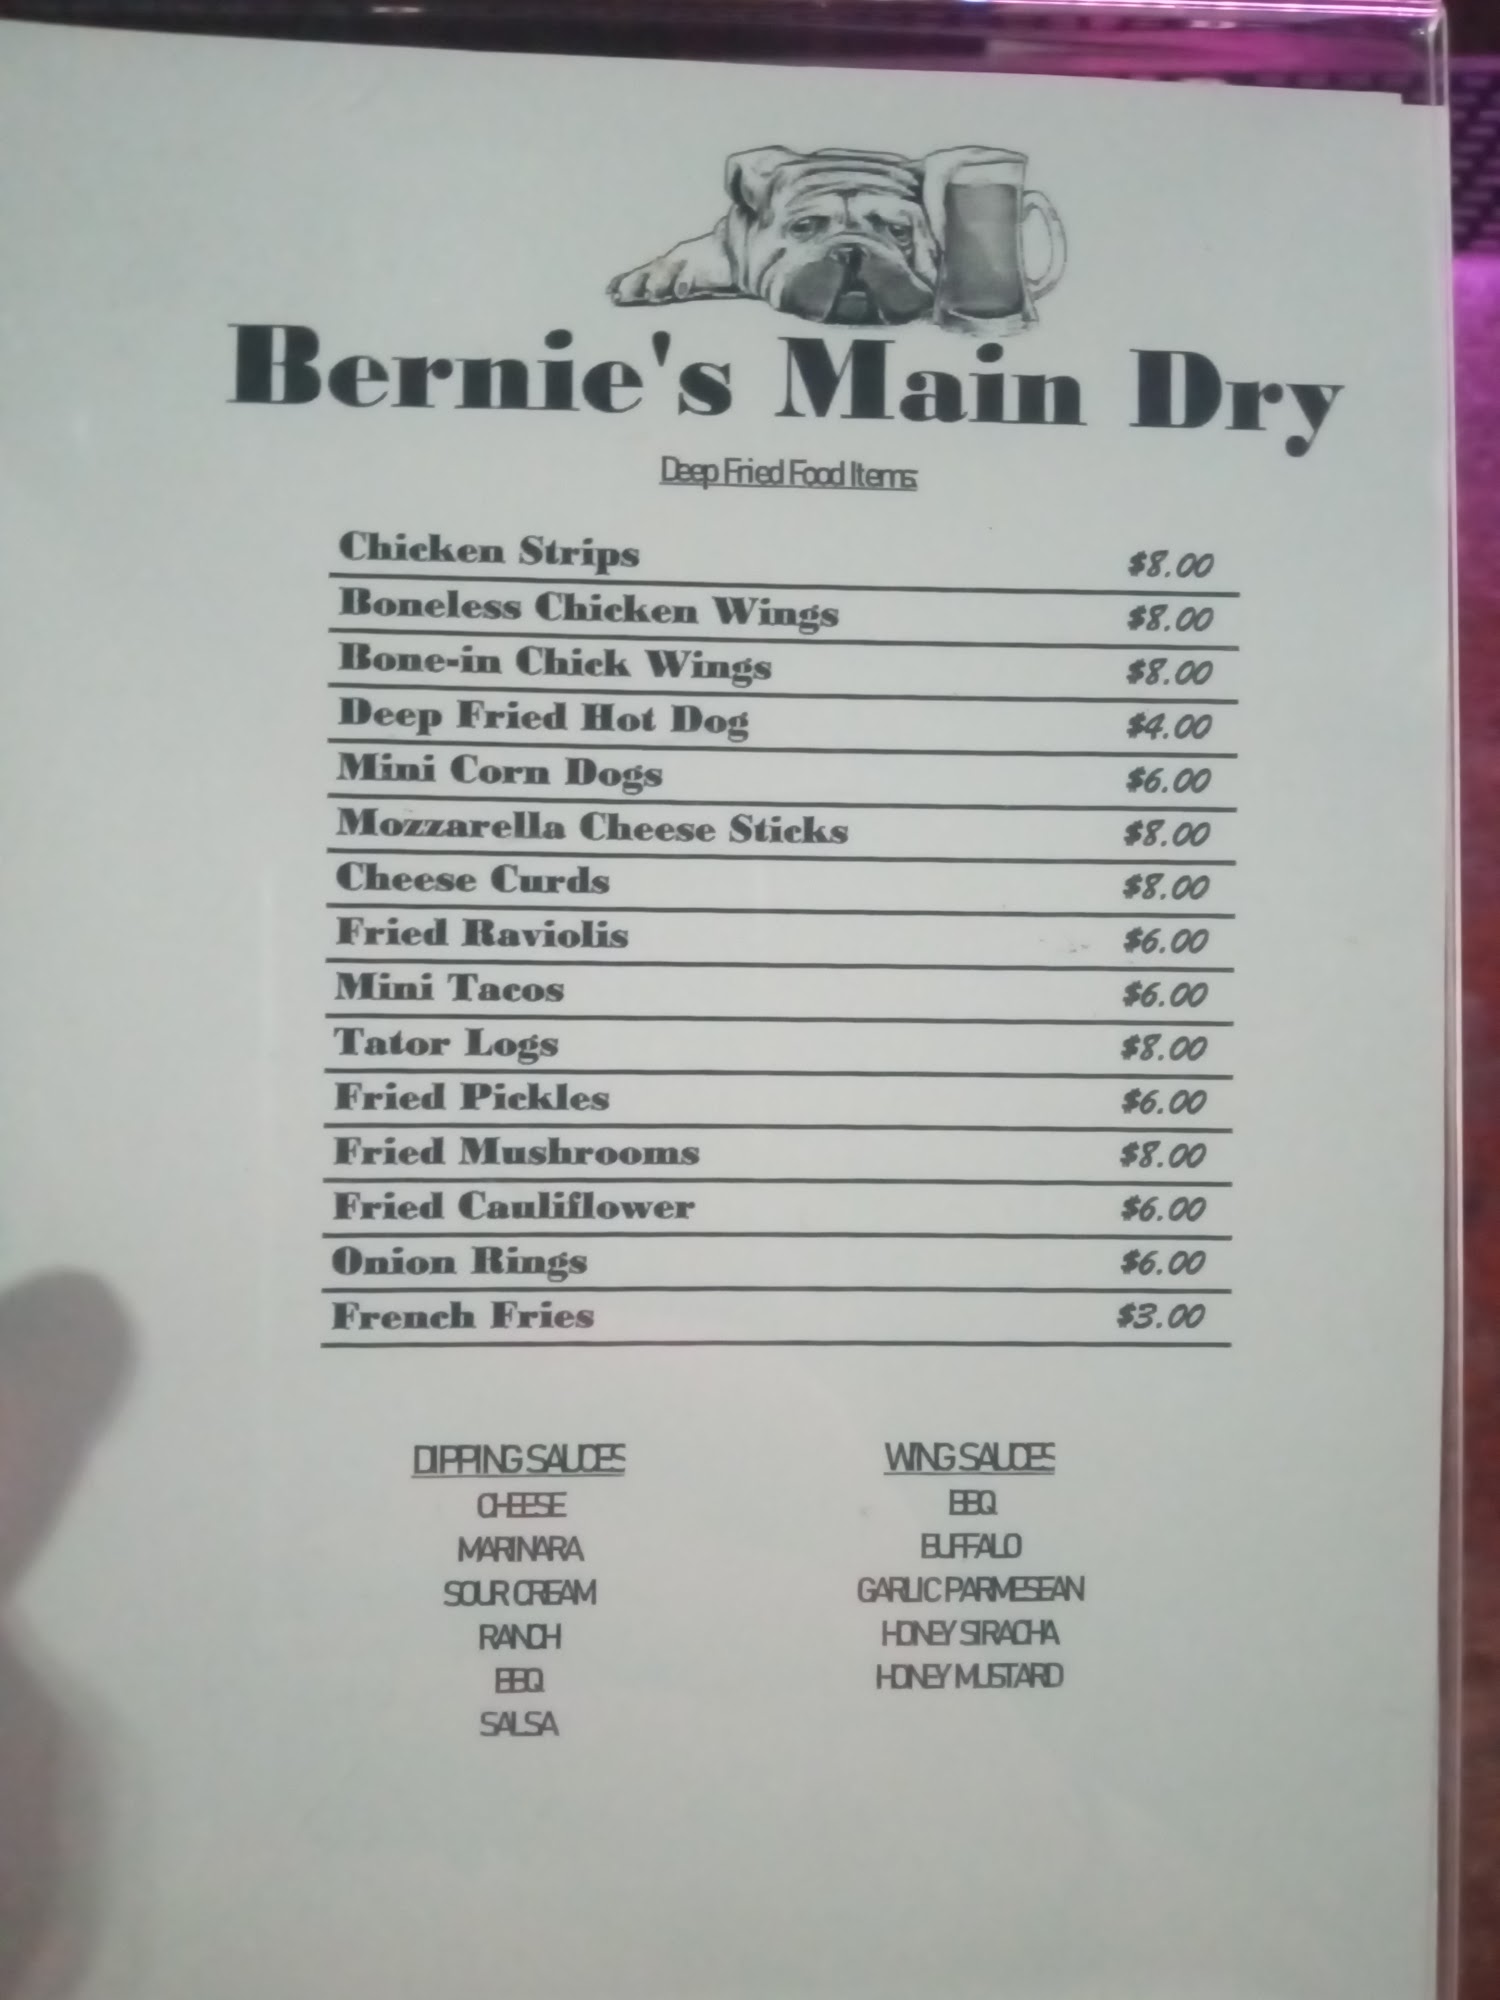 Bernie's Main Dry
Deep Fried Food Items
Chicken Strips $8.00
Boneless Chicken Wings $8.00
Bone-in Chick Wings $8.00
Deep Fried Hot Dog $4.00
Mini Corn Dogs $6.00
Mozzarella Cheese Sticks $8.00
Cheese Curds $8.00
Fried Raviolis $6.00
Mini Tacos $6.00
Tator Logs $8.00
Fried Pickles $6.00
Fried Mushrooms $8.00
Fried Cauliflower $6.00
Onion Rings $6.00
French Fries $3.00
DIPPING SAUCES
CHEESE
MARINARA
SOUR CREAM
RANCH
BBQ
SALSA
WING SAUCES
BBQ
BUFFALO
GARLIC PARMESEAN
HONEY SIRACHA
HONEY MUSTARD